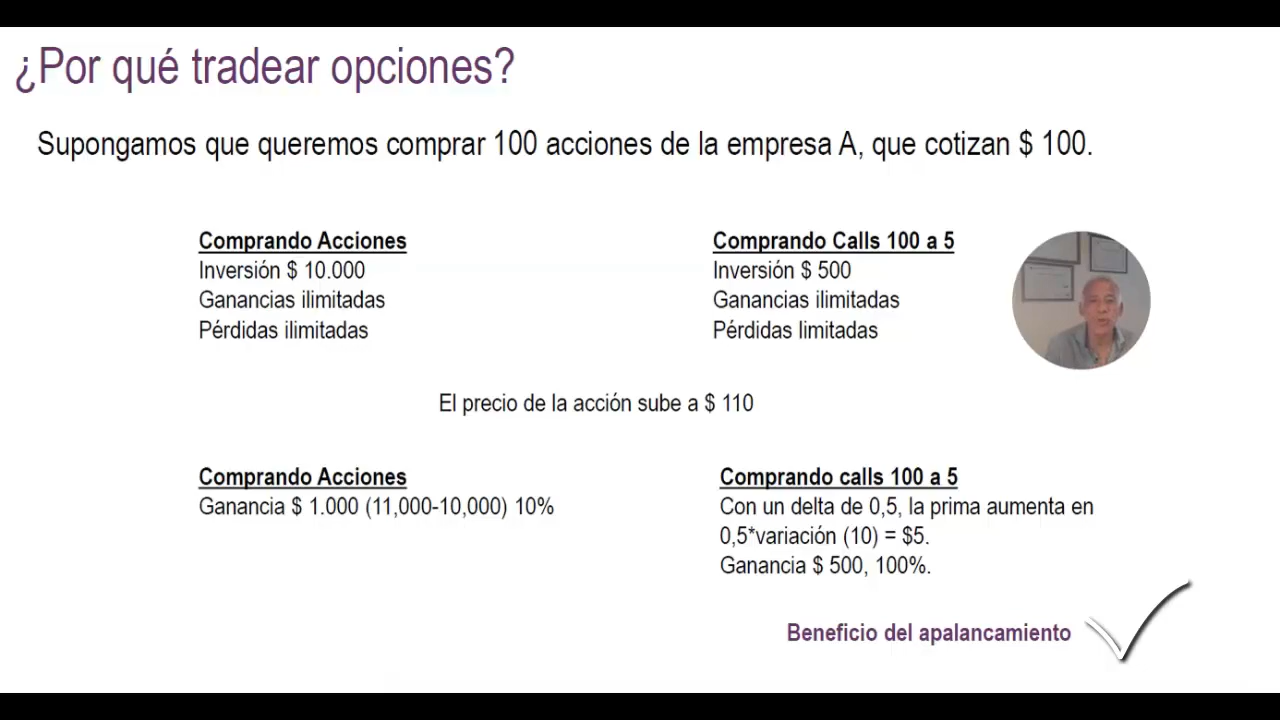 ¿Por qué tradear opciones?
Supongamos que queremos comprar 100 acciones de la empresa A, que cotizan $ 100.
Comprando Acciones
Inversión $ 10.000
Ganancias ilimitadas
Pérdidas ilimitadas
Comprando Calls 100 a 5
Inversión $ 500
Ganancias ilimitadas
Pérdidas limitadas
El precio de la acción sube a $ 110
Comprando Acciones
Ganancia $ 1.000 (11,000-10,000) 10%
Comprando calls 100 a 5
Con un delta de 0,5, la prima aumenta en
0,5*variación (10) = $5.
Ganancia $ 500, 100%.
Beneficio del apalancamiento